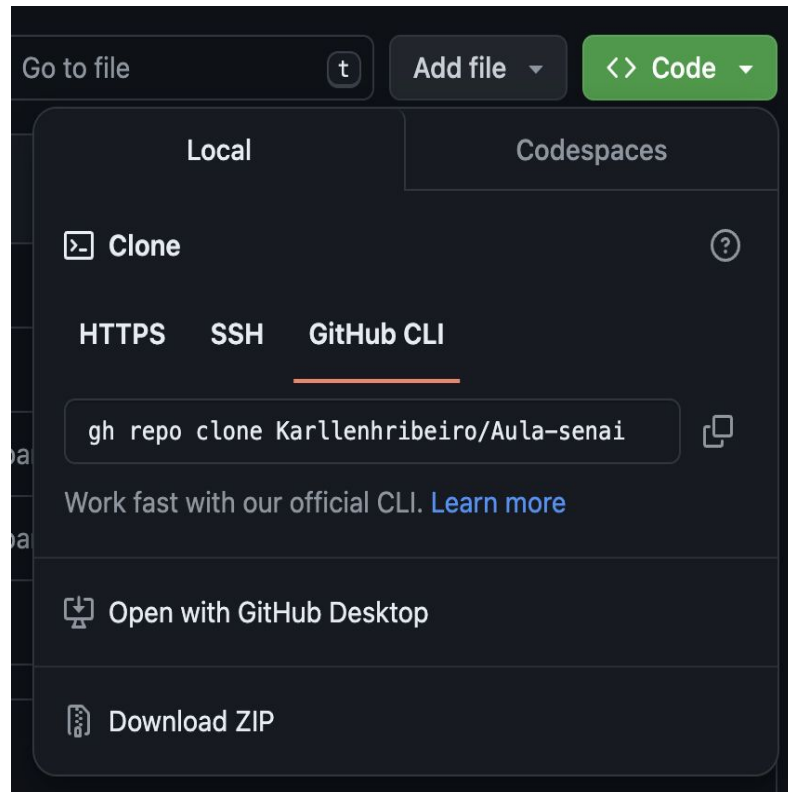 Go to file t Add file <> Code
Local Codespaces
Clone
HTTPS SSH GitHub CLI
gh repo clone Karllenhribeiro/Aula-senai
Work fast with our official CLI. Learn more
Open with GitHub Desktop
Download ZIP